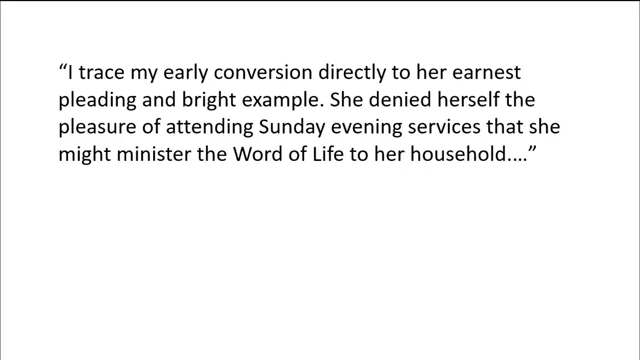 “I trace my early conversion directly to her earnest
pleading and bright example. She denied herself the
pleasure of attending Sunday evening services that she
might minister the Word of Life to her household....”